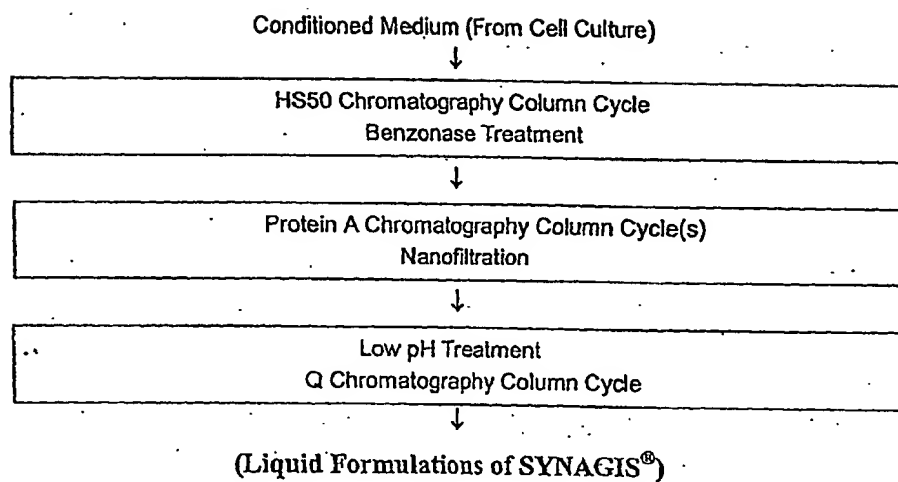 Conditioned Medium (From Cell Culture)
↓
HS50 Chromatography Column Cycle
Benzonase Treatment
↓
Protein A Chromatography Column Cycle(s)
Nanofiltration
↓
Low pH Treatment
Q Chromatography Column Cycle
↓
(Liquid Formulations of SYNAGIS®)